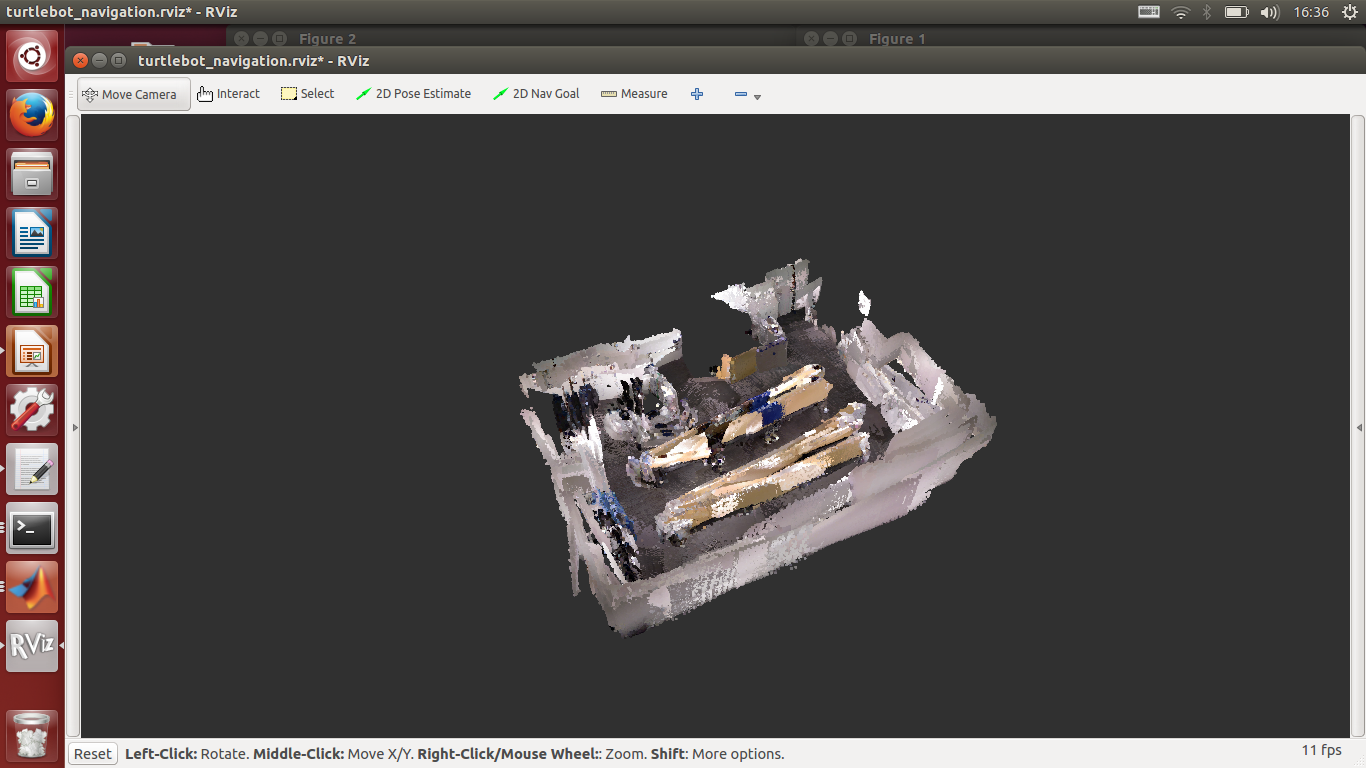 turtlebot_navigation.rviz* - RViz
16:36
Figure 2
Figure 1
turtlebot_navigation.rviz* - RViz
Move Camera Interact Select 2D Pose Estimate 2D Nav Goal Measure
>_
RViz
Reset Left-Click: Rotate. Middle-Click: Move X/Y. Right-Click/Mouse Wheel:: Zoom. Shift: More options. 11 fps